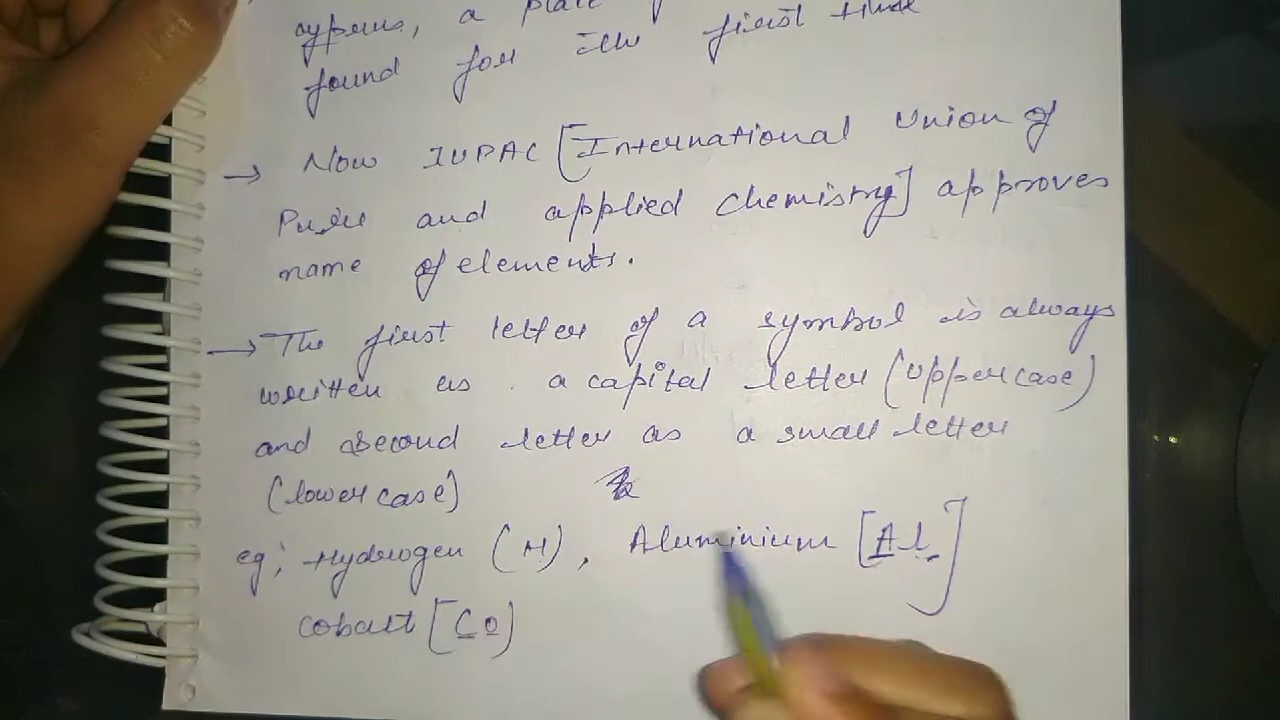 cyprus, a place
found for the first time
→ Now IUPAC [International Union of
Pure and applied chemistry] approves
name of elements.
→ The first letter of a symbol is always
written as a capital letter (uppercase)
and second letter as a small letter
(lowercase)
eg; Hydrogen (H), Aluminium [Al]
cobalt [Co]